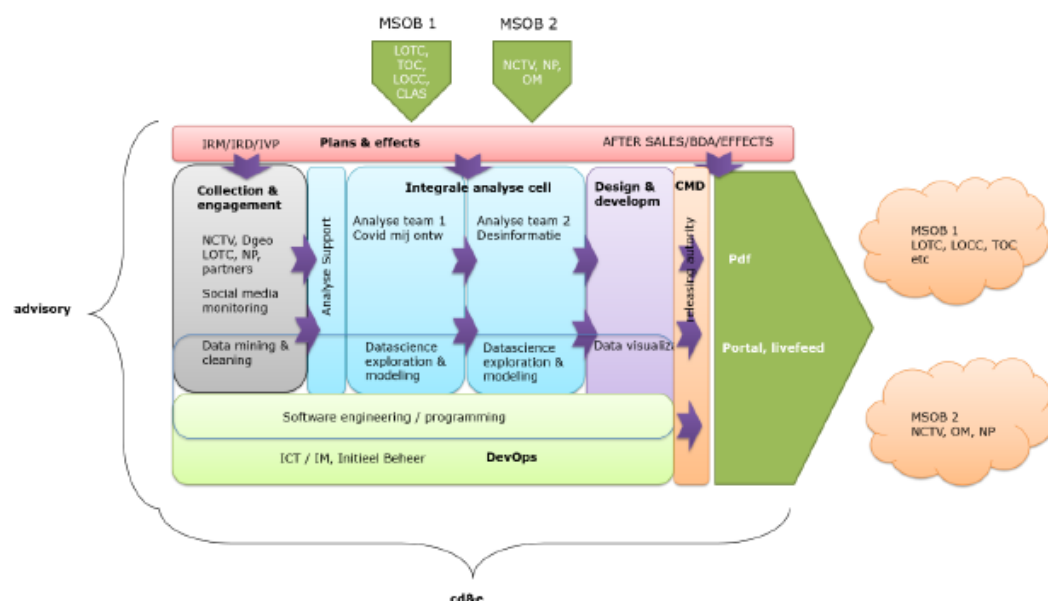 MSOB 1
MSOB 2
LOTC,
TOC,
LOCC,
CLAS
NCTV, NP,
OM
IRM/IRD/IVP
Plans & effects
AFTER SALES/BDA/EFFECTS
Collection &
engagement
NCTV, Dgeo
LOTC, NP,
partners
Social media
monitoring
Data mining &
cleaning
Analyse Support
Integrale analyse cell
Analyse team 1
Covid mij ontw
Datascience
exploration &
modeling
Analyse team 2
Desinformatie
Datascience
exploration &
modeling
Design &
developm
Data visualiz
CMD
releasing autority
Pdf
Portal, livefeed
MSOB 1
LOTC, LOCC, TOC
etc
MSOB 2
NCTV, OM, NP
advisory
Software engineering / programming
ICT / IM, Initieel Beheer
DevOps
cd&e